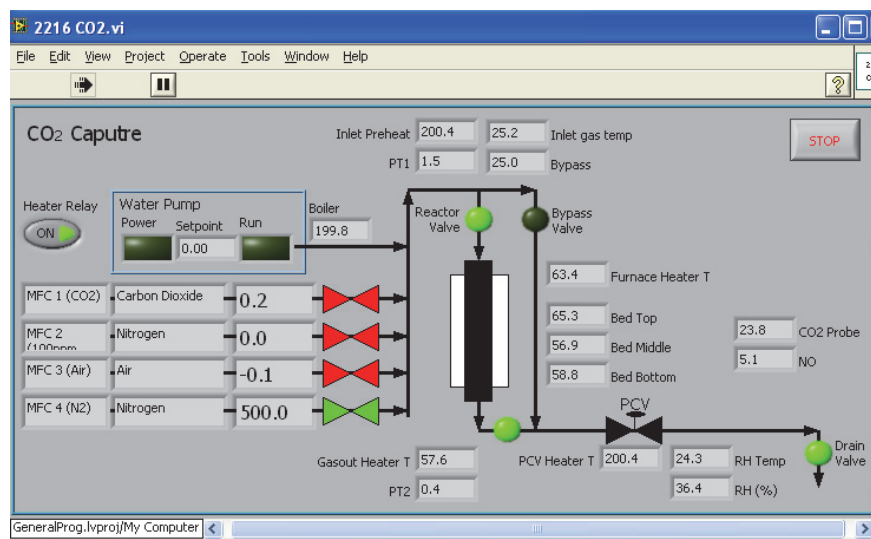 2216 CO2.vi
File Edit View Project Operate Tools Window Help
CO2 Caputre
Inlet Preheat 200.4 25.2 Inlet gas temp
PT1 1.5 25.0 Bypass
STOP
Heater Relay
ON
Water Pump
Power Setpoint Run
0.00
Boiler
199.8
Reactor
Valve
Bypass
Valve
63.4 Furnace Heater T
MFC 1 (CO2) Carbon Dioxide 0.2
65.3 Bed Top
MFC 2 Nitrogen 0.0
(100ppm
56.9 Bed Middle
23.8 CO2 Probe
5.1 NO
MFC 3 (Air) Air -0.1
58.8 Bed Bottom
MFC 4 (N2) Nitrogen 500.0
PCV
Gasout Heater T 57.6
PCV Heater T 200.4 24.3 RH Temp
Drain
Valve
PT2 0.4
36.4 RH (%)
GeneralProg.lvproj/My Computer